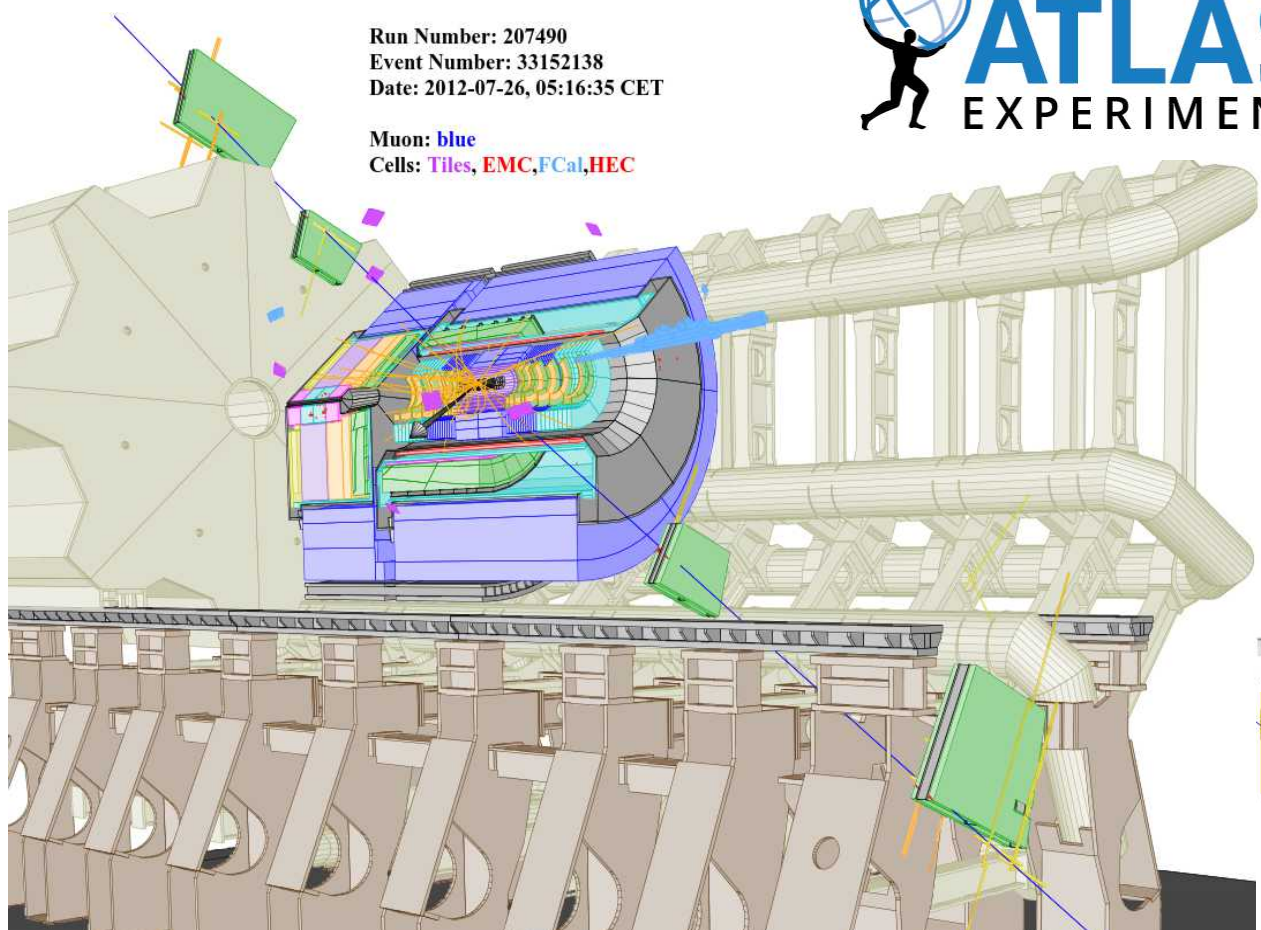 Run Number: 207490
Event Number: 33152138
Date: 2012-07-26, 05:16:35 CET
Muon: blue
Cells: Tiles, EMC,FCal,HEC
ATLAS
EXPERIMEN